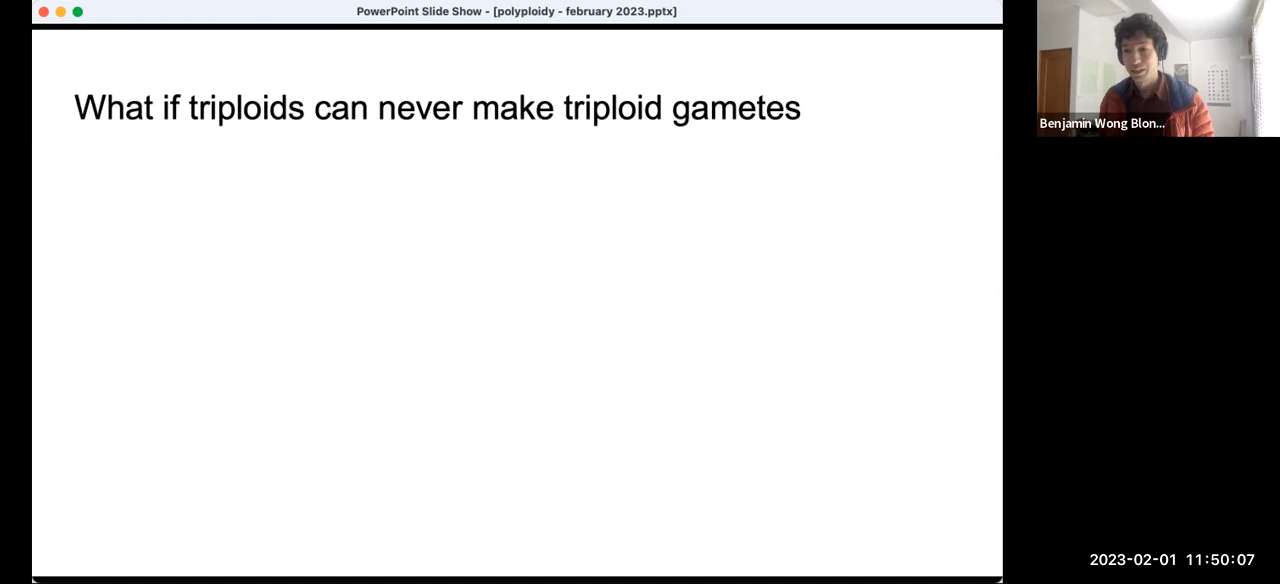 PowerPoint Slide Show - [polyploidy - february 2023.pptx]
What if triploids can never make triploid gametes
Benjamin Wong Blon...
2023-02-01 11:50:07